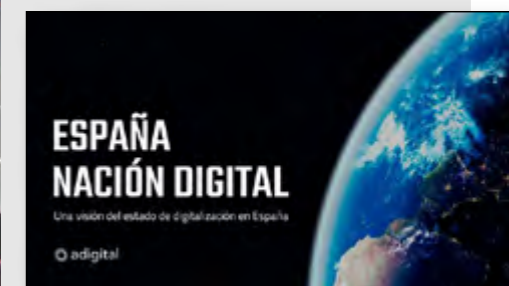 ESPAÑA
NACIÓN DIGITAL
Una visión del estado de digitalización en España
adigital